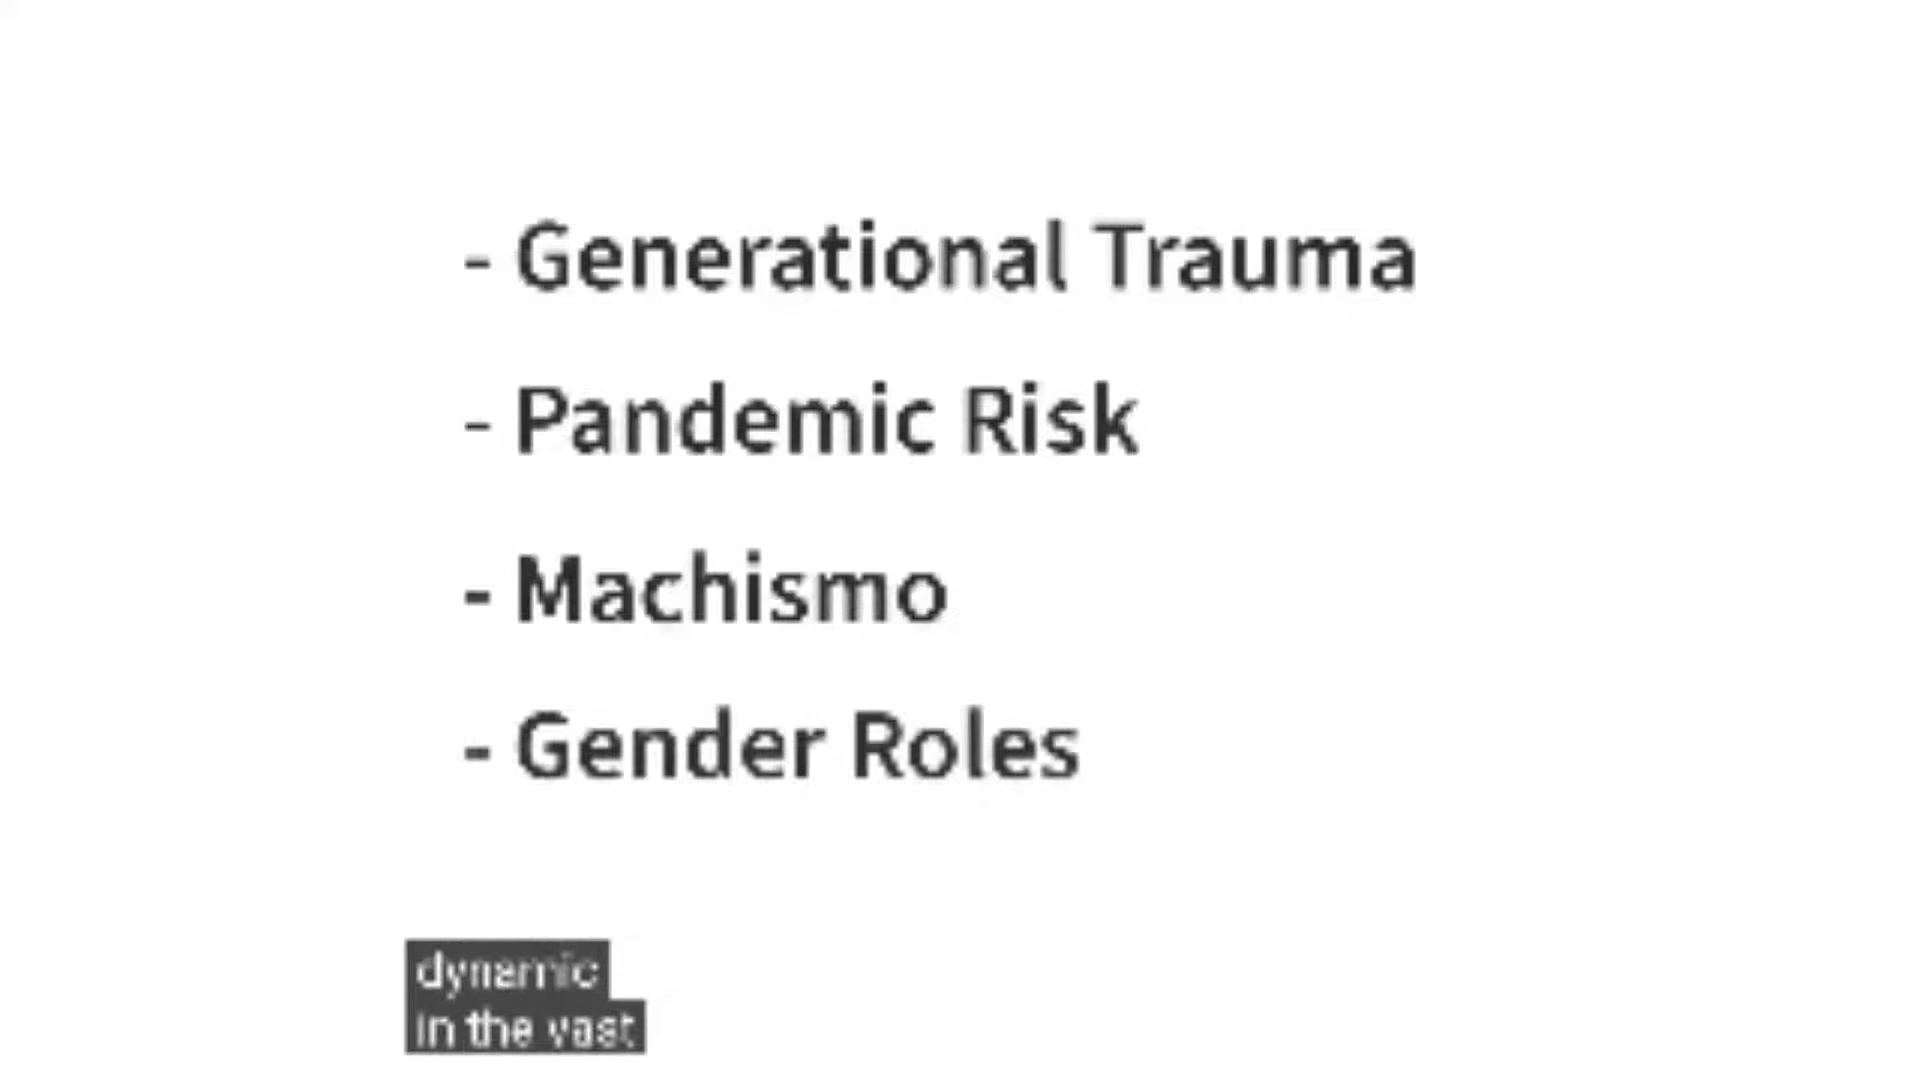 - Generational Trauma
- Pandemic Risk
- Machismo
- Gender Roles
dynamic
in the vast